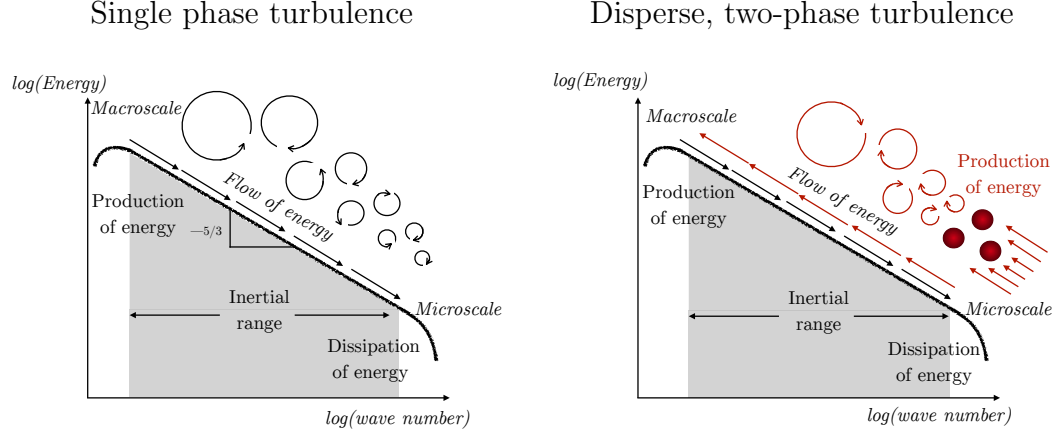 Single phase turbulence
log(Energy)
Macroscale
Flow of energy
Production
of energy
−5/3
Inertial
range
Microscale
Dissipation
of energy
log(wave number)
Disperse, two-phase turbulence
log(Energy)
Macroscale
Production
of energy
Flow of energy
Production
of energy
Inertial
range
Microscale
Dissipation
of energy
log(wave number)